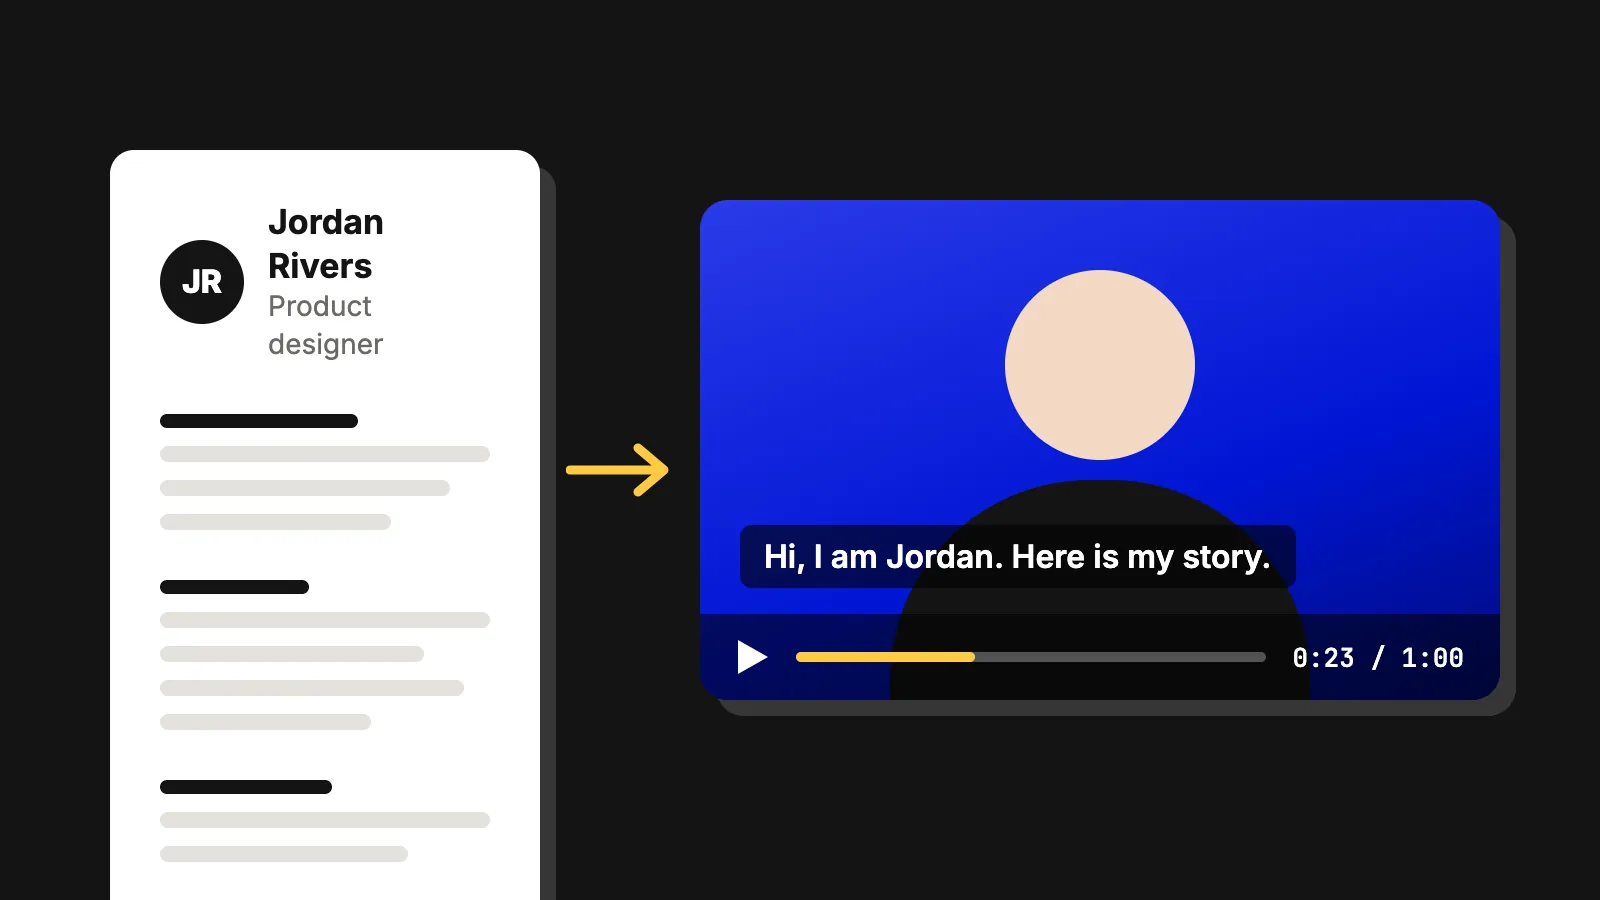 JR
Jordan
Rivers
Product
designer
Hi, I am Jordan. Here is my story.
0:23 / 1:00